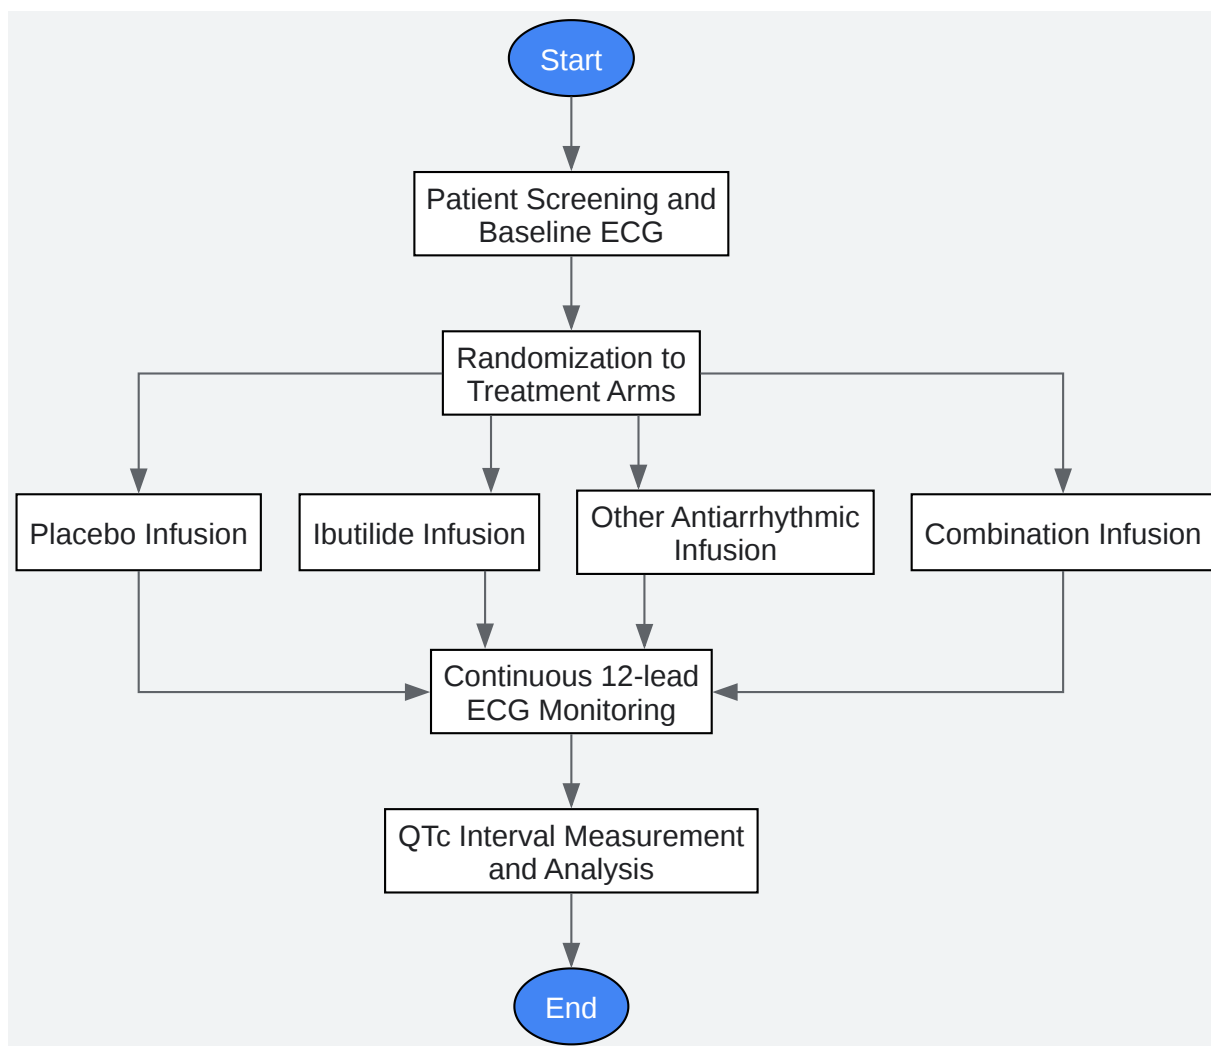 Start
Patient Screening and
Baseline ECG
Randomization to
Treatment Arms
Placebo Infusion
Ibutilide Infusion
Other Antiarrhythmic
Infusion
Combination Infusion
Continuous 12-lead
ECG Monitoring
QTc Interval Measurement
and Analysis
End